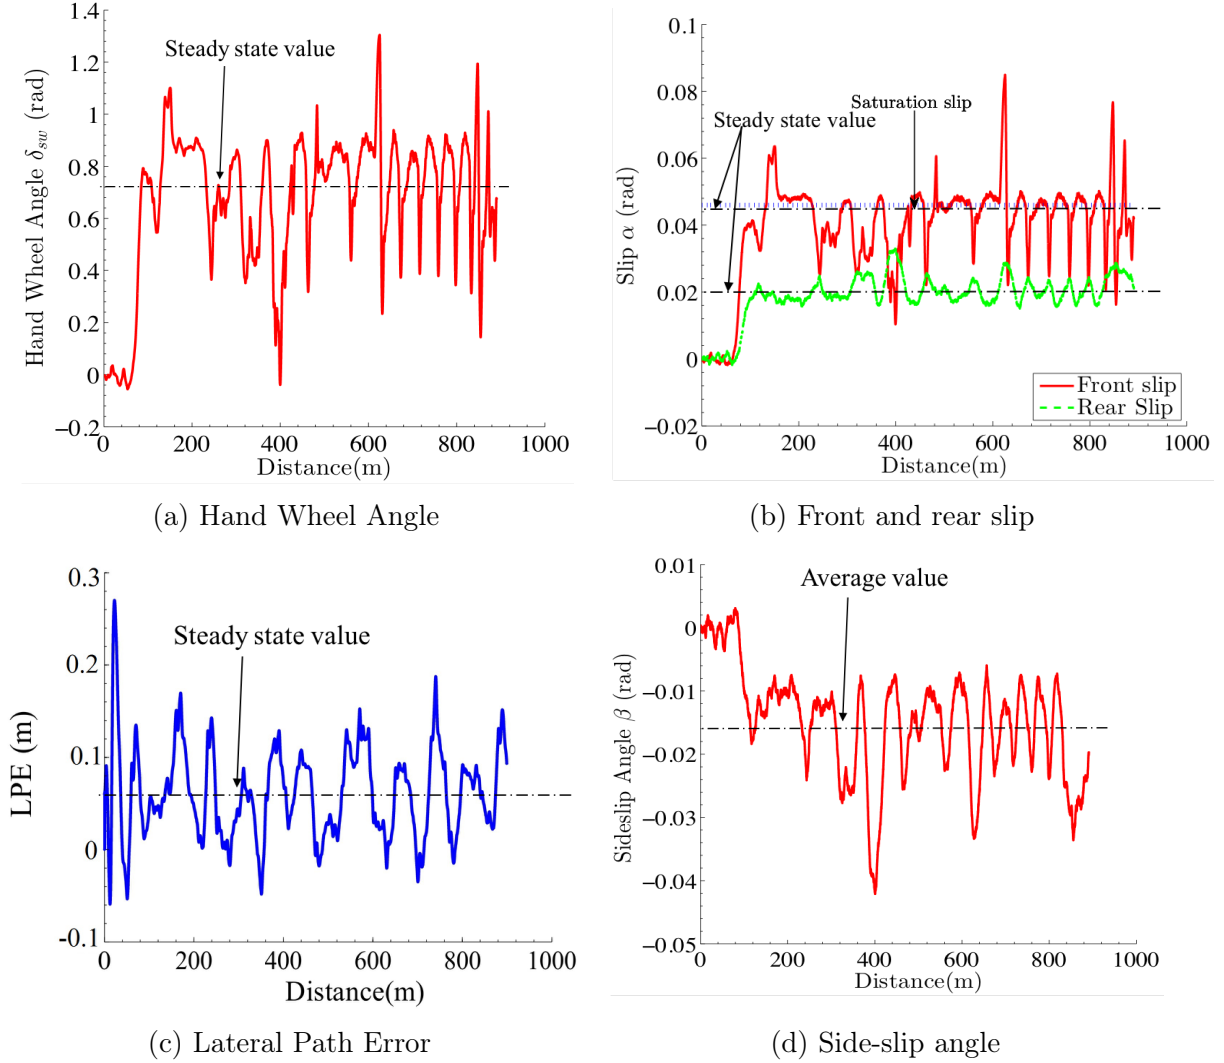 1.4
1.2
1
0.8
0.6
0.4
0.2
0
−0.2
0
200
400
600
800
1000
Hand Wheel Angle δsw (rad)
Distance(m)
Steady state value
(a) Hand Wheel Angle
0.1
0.08
0.06
0.04
0.02
0
−0.02
0
200
400
600
800
1000
Slip α (rad)
Distance(m)
Saturation slip
Steady state value
Front slip
Rear Slip
(b) Front and rear slip
0.3
0.2
0.1
0
-0.1
0
200
400
600
800
1000
LPE (m)
Distance(m)
Steady state value
(c) Lateral Path Error
0.01
0
−0.01
−0.02
−0.03
−0.04
−0.05
0
200
400
600
800
1000
Sideslip Angle β (rad)
Distance(m)
Average value
(d) Side-slip angle